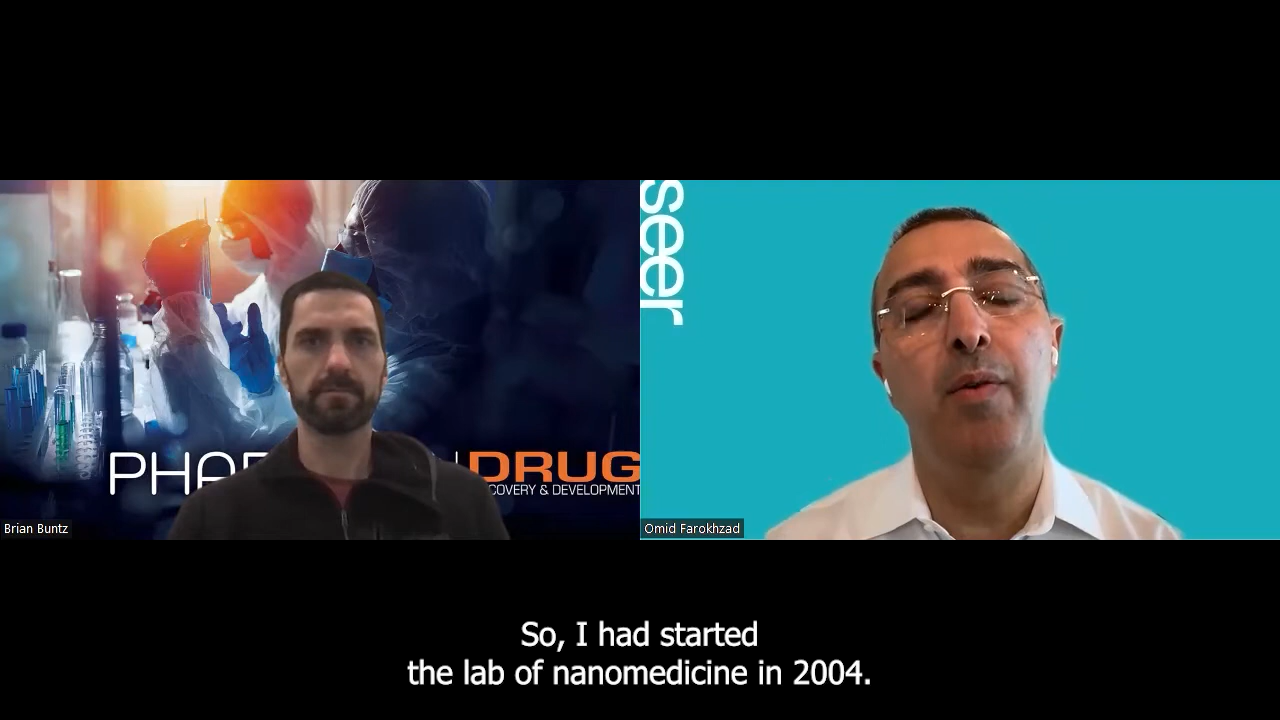 seer
DRUG
COVERY & DEVELOPMENT
Brian Buntz
Omid Farokhzad
So, I had started
the lab of nanomedicine in 2004.